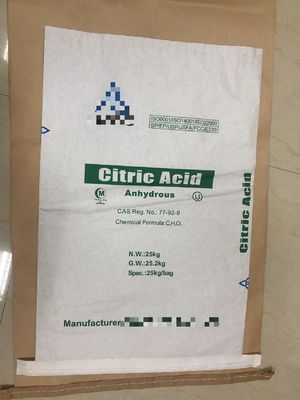 ISO9001/ISO14001/ISO22000
BP/EP/USP/USFA/FCC/E330
Citric Acid
Anhydrous
CAS Reg. No.: 77-92-9
Chemical Formula:C.H.O.
N.W.:25kg
G.W.:25.2kg
Spec.:25kg/bag
Manufacturer
Citric Acid